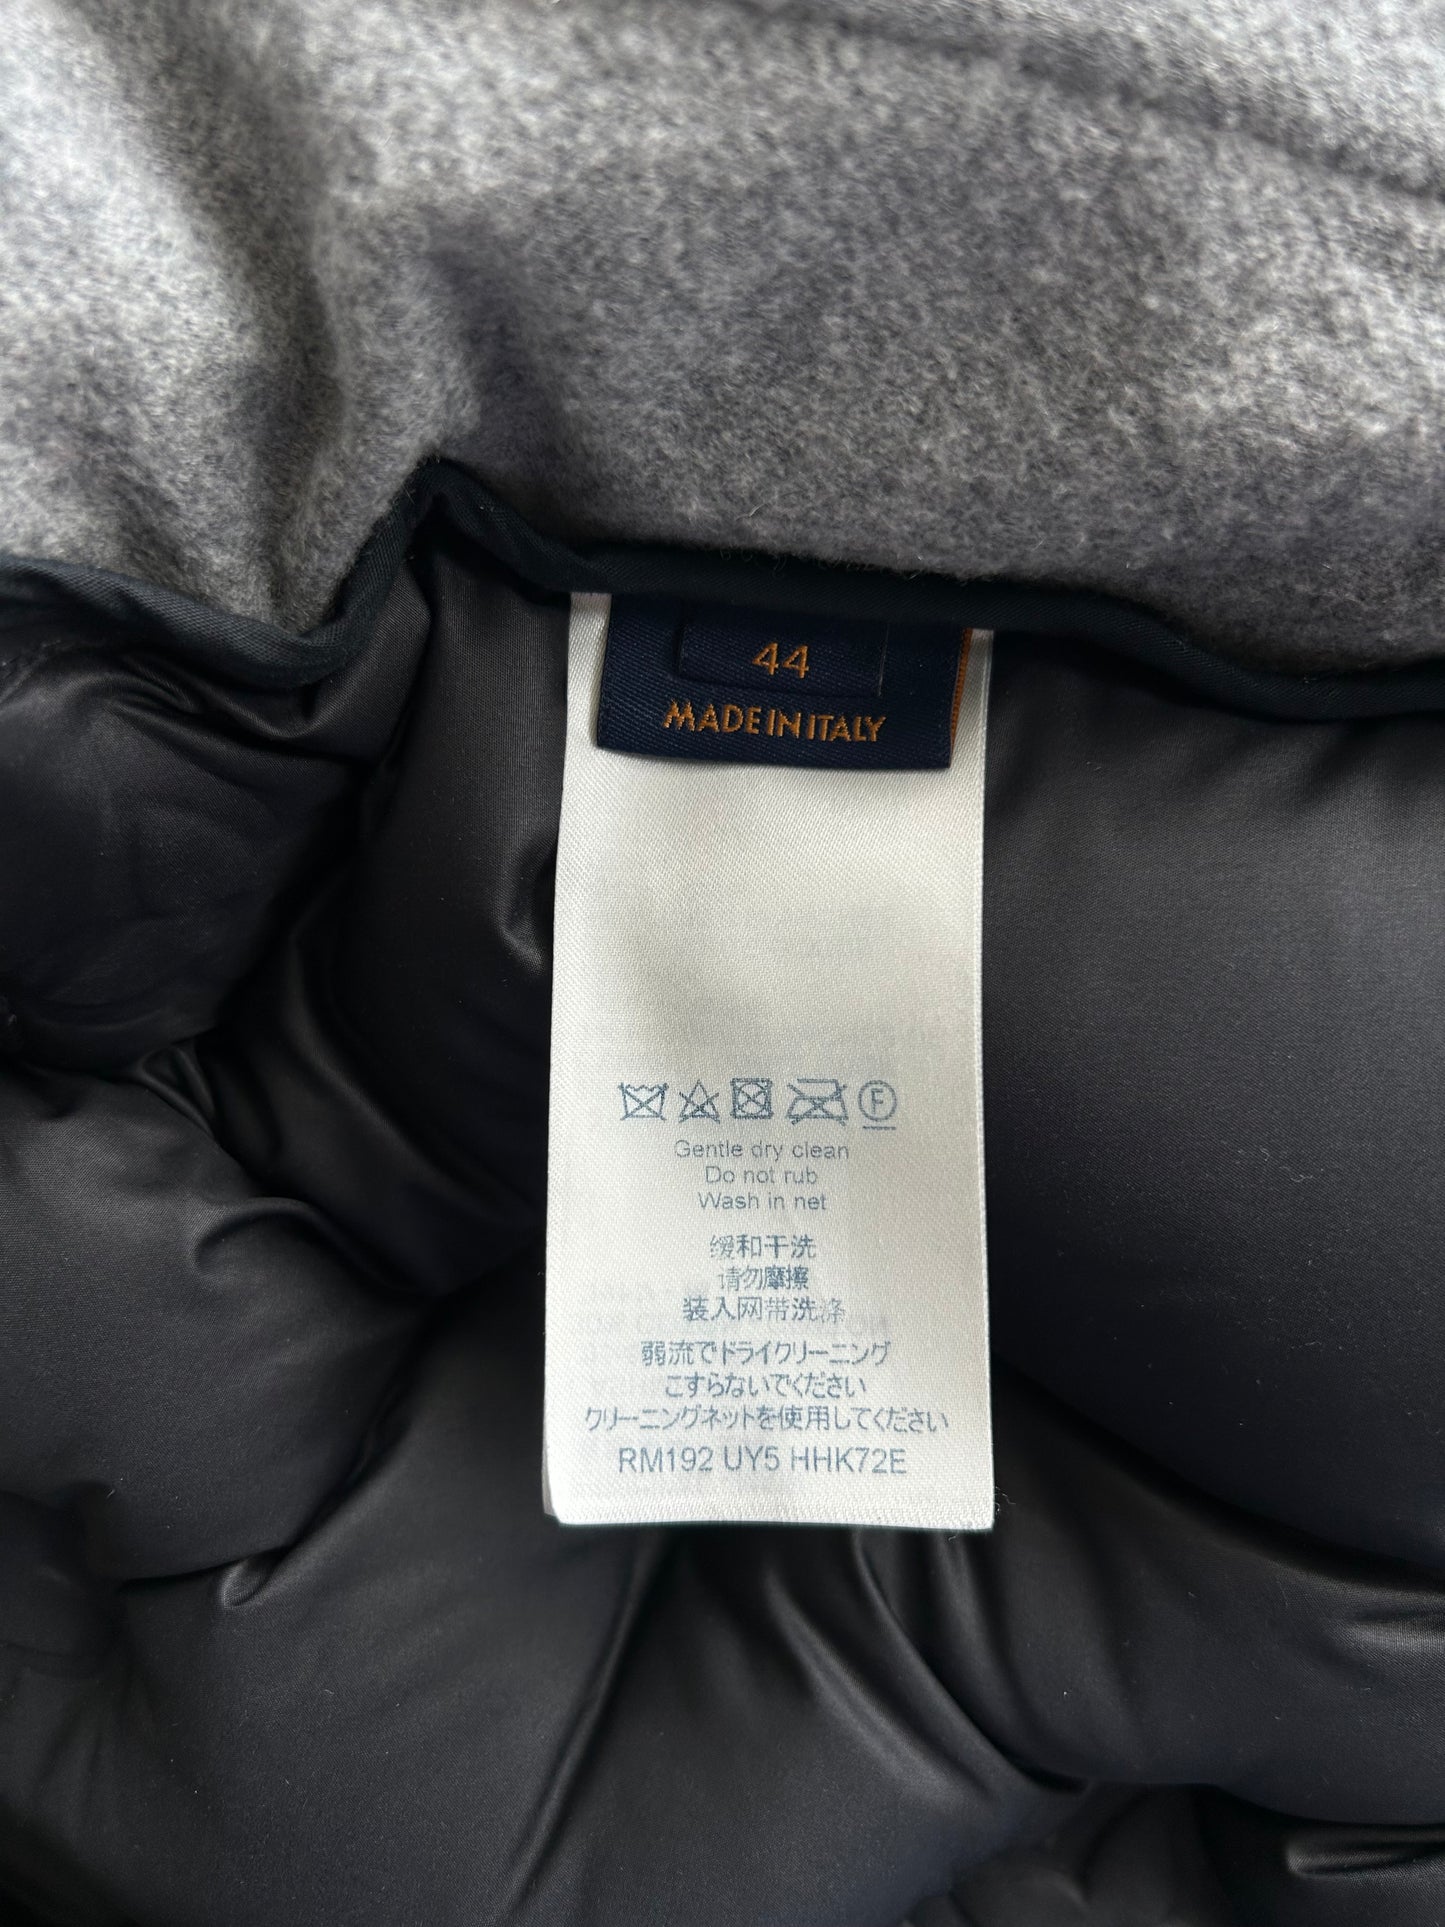 44
MADE IN ITALY
F
Gentle dry clean
Do not rub
Wash in net
缓和干洗
请勿摩擦
装入网带洗涤
弱流でドライクリーニング
こすらないでください
クリーニングネットを使用してください
RM192 UY5 HHK72E